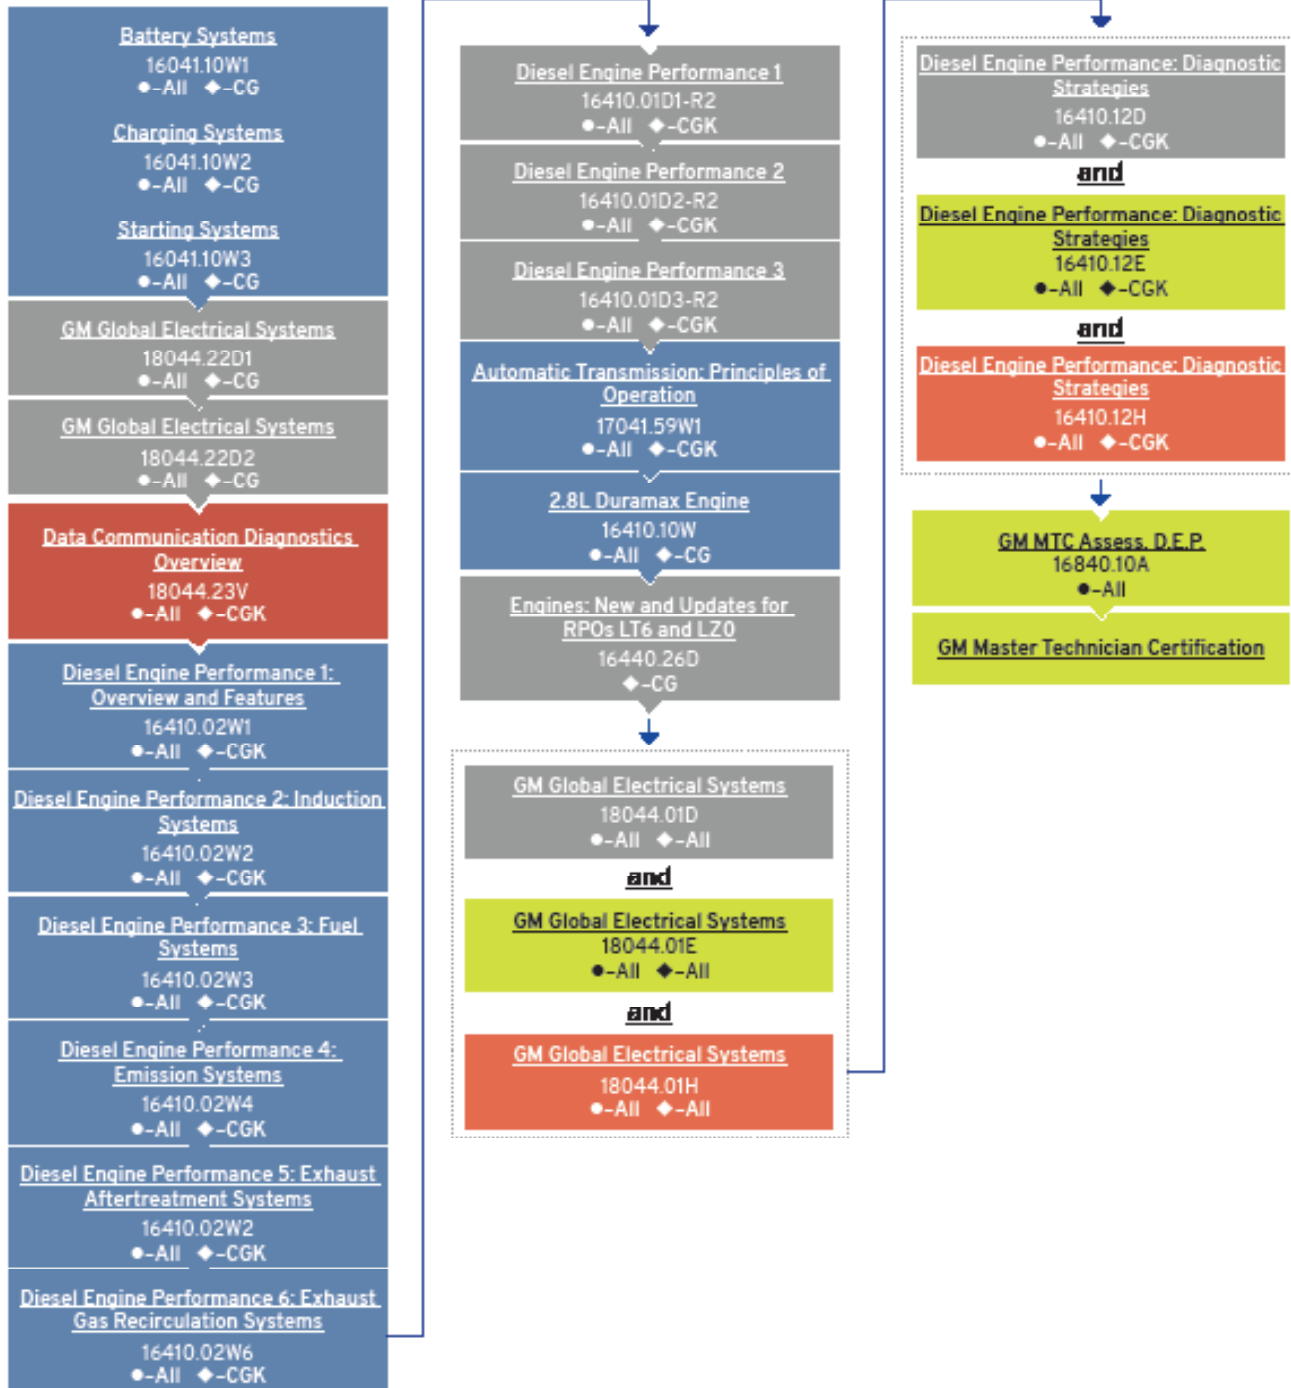 Battery Systems
16041.10W1
●-All ◆-CG
Charging Systems
16041.10W2
●-All ◆-CG
Starting Systems
16041.10W3
●-All ◆-CG
GM Global Electrical Systems
18044.22D1
●-All ◆-CG
GM Global Electrical Systems
18044.22D2
●-All ◆-CG
Data Communication Diagnostics
Overview
18044.23V
●-All ◆-CGK
Diesel Engine Performance 1:
Overview and Features
16410.02W1
●-All ◆-CGK
Diesel Engine Performance 2: Induction
Systems
16410.02W2
●-All ◆-CGK
Diesel Engine Performance 3: Fuel
Systems
16410.02W3
●-All ◆-CGK
Diesel Engine Performance 4:
Emission Systems
16410.02W4
●-All ◆-CGK
Diesel Engine Performance 5: Exhaust
Aftertreatment Systems
16410.02W2
●-All ◆-CGK
Diesel Engine Performance 6: Exhaust
Gas Recirculation Systems
16410.02W6
●-All ◆-CGK
Diesel Engine Performance 1
16410.01D1-R2
●-All ◆-CGK
Diesel Engine Performance 2
16410.01D2-R2
●-All ◆-CGK
Diesel Engine Performance 3
16410.01D3-R2
●-All ◆-CGK
Automatic Transmission: Principles of
Operation
17041.59W1
●-All ◆-CGK
2.8L Duramax Engine
16410.10W
●-All ◆-CG
Engines: New and Updates for
RPOs LT6 and LZ0
16440.26D
◆-CG
GM Global Electrical Systems
18044.01D
●-All ◆-All
and
GM Global Electrical Systems
18044.01E
●-All ◆-All
and
GM Global Electrical Systems
18044.01H
●-All ◆-All
Diesel Engine Performance: Diagnostic
Strategies
16410.12D
●-All ◆-CGK
and
Diesel Engine Performance: Diagnostic
Strategies
16410.12E
●-All ◆-CGK
and
Diesel Engine Performance: Diagnostic
Strategies
16410.12H
●-All ◆-CGK
GM MTC Assess. D.E.P.
16840.10A
●-All
GM Master Technician Certification